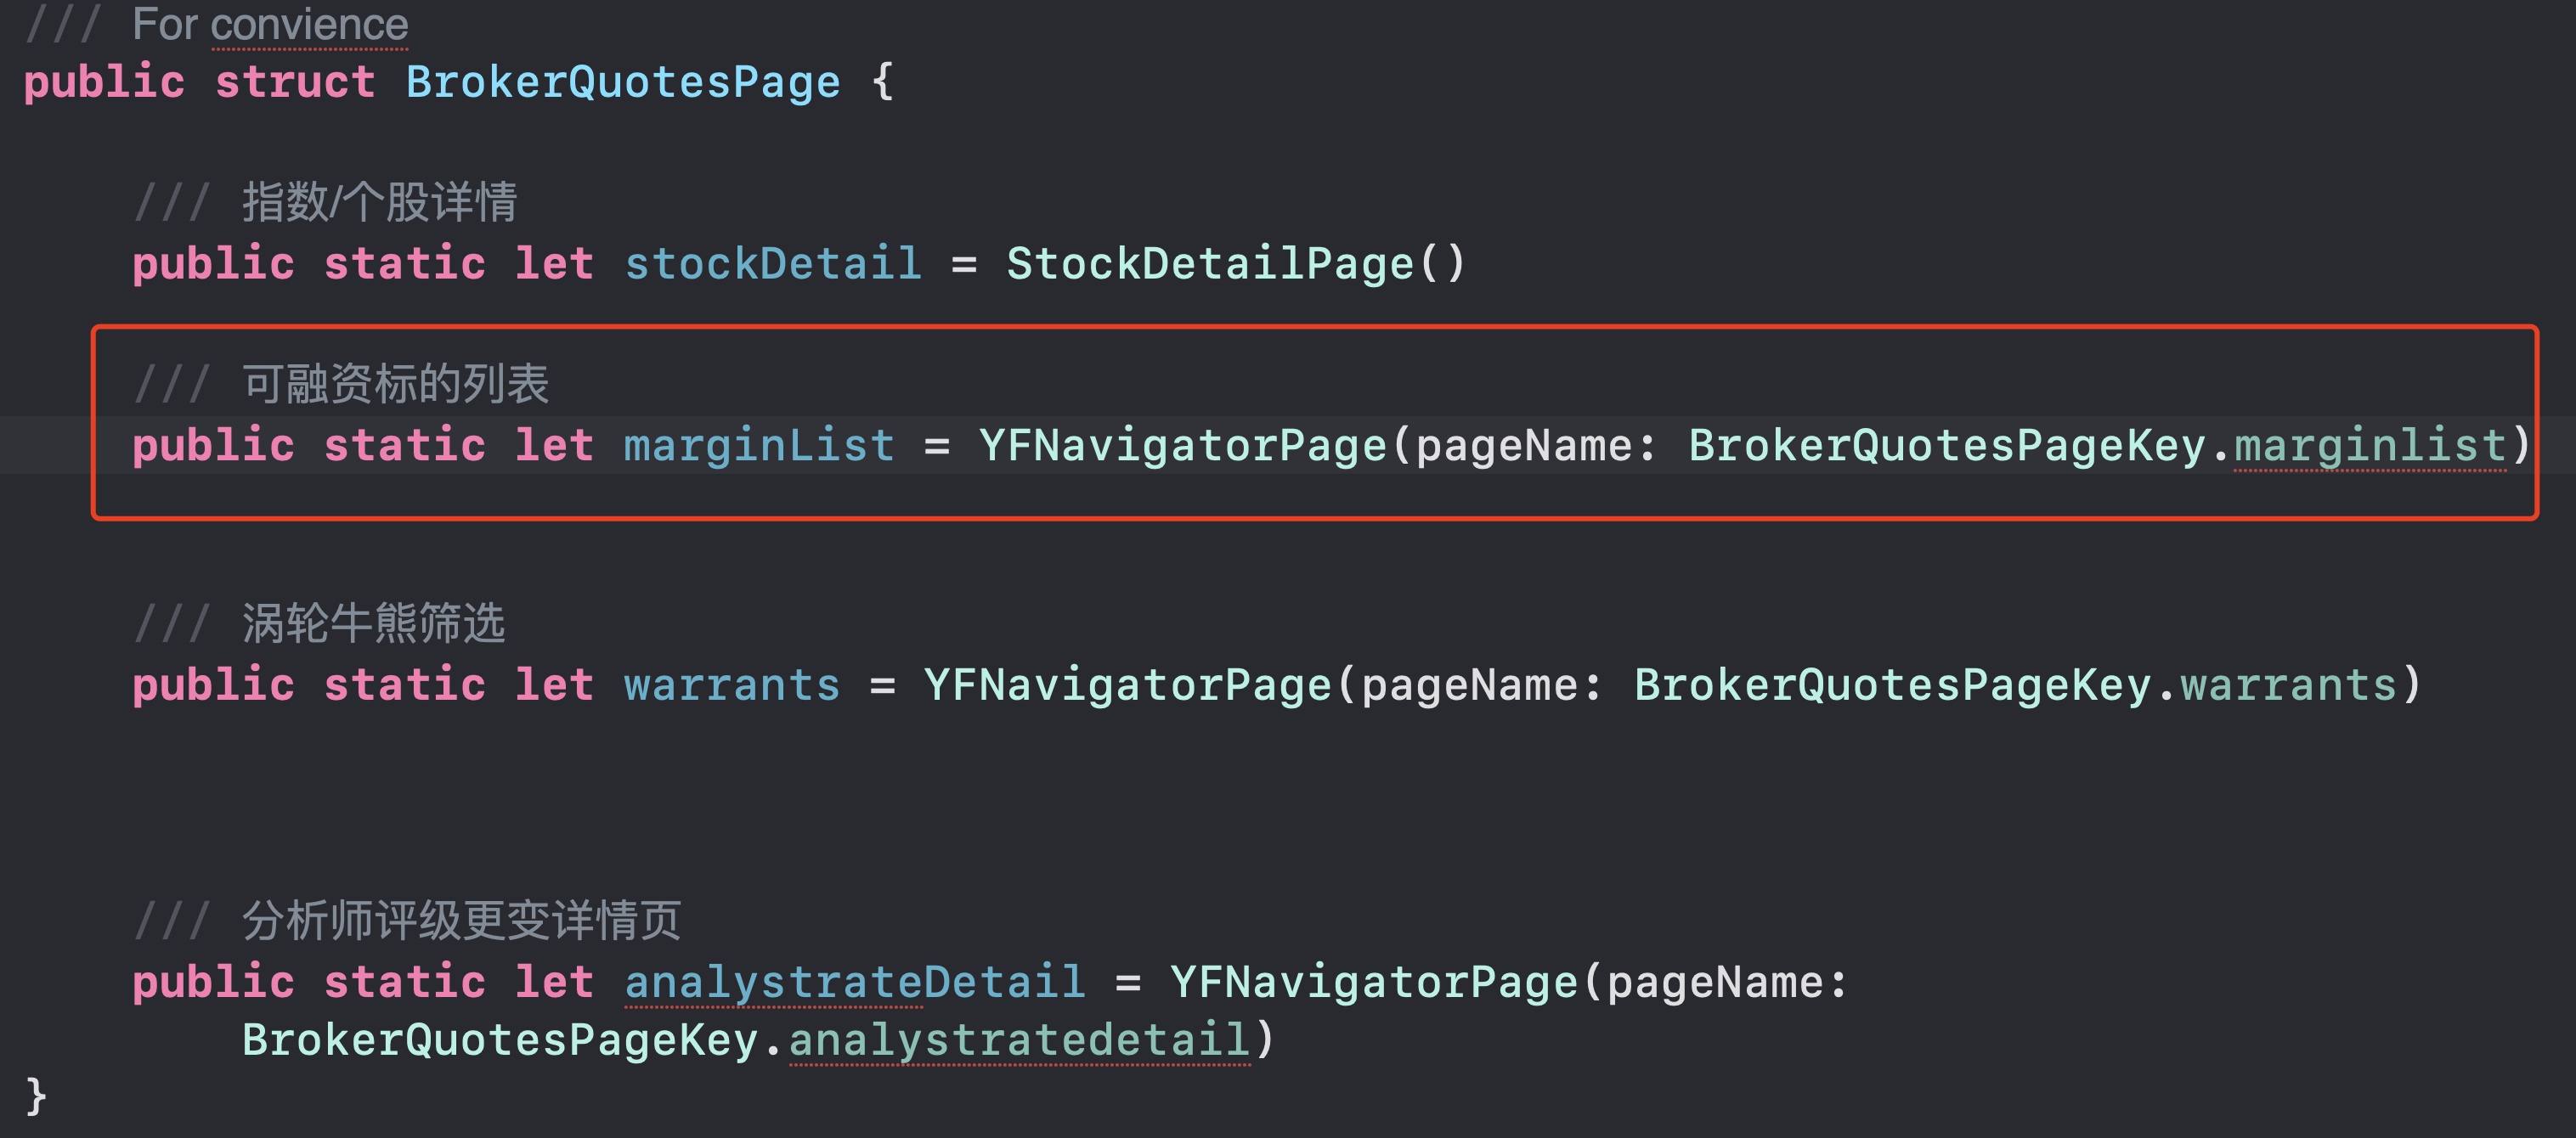 /// For convience
public struct BrokerQuotesPage {
/// 指数/个股详情
public static let stockDetail = StockDetailPage()
/// 可融资标的列表
public static let marginList = YFNavigatorPage(pageName: BrokerQuotesPageKey.marginlist)
/// 涡轮牛熊筛选
public static let warrants = YFNavigatorPage(pageName: BrokerQuotesPageKey.warrants)
/// 分析师评级更变详情页
public static let analystrateDetail = YFNavigatorPage(pageName:
BrokerQuotesPageKey.analystratedetail)
}